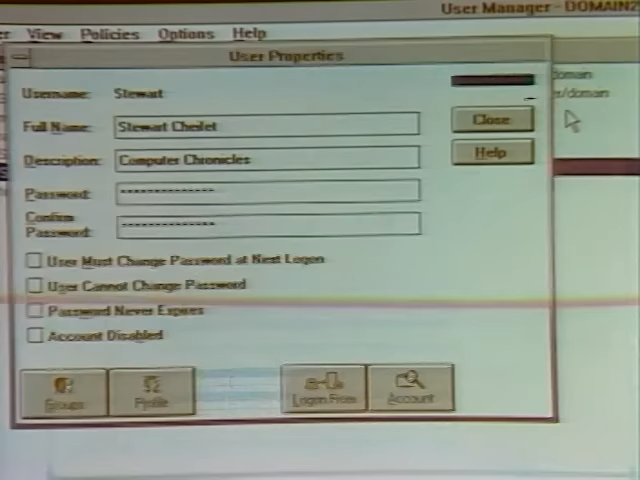 User Manager - DOMAIN2
View Policies Options Help
User Properties
Username: Stewart
domain
Full Name: Stewart Cheifet
Close
Description: Computer Chronicles
Help
Password: **************
Confirm
Password: **************
User Must Change Password at Next Logon
User Cannot Change Password
Password Never Expires
Account Disabled
Groups Profile Logon From Account